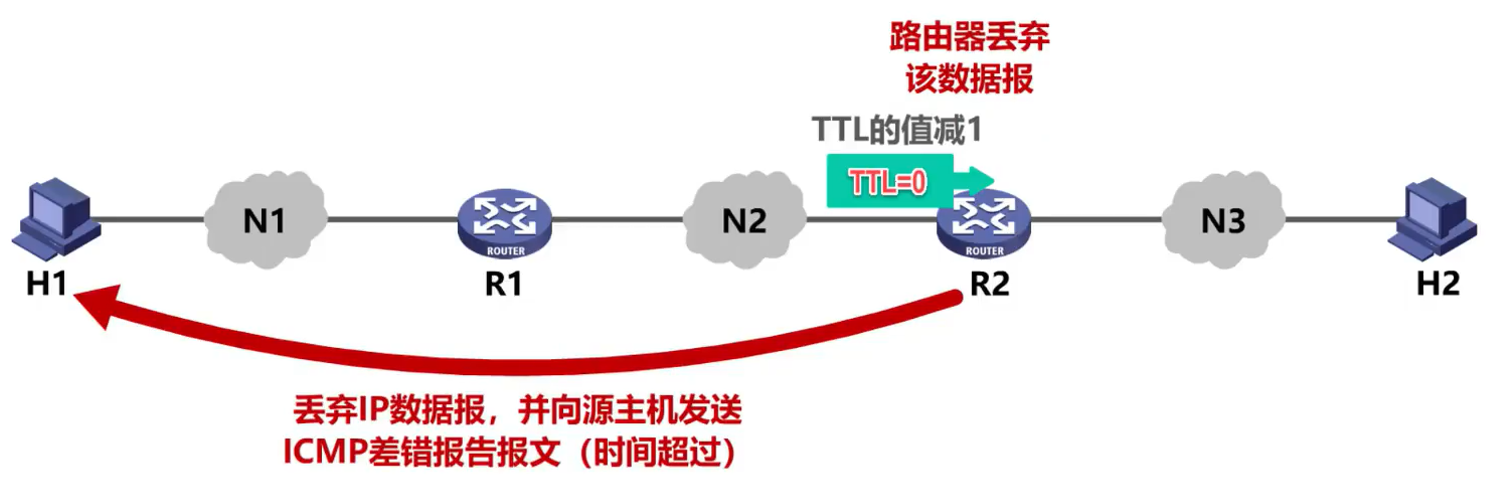 路由器丢弃
该数据报
TTL的值减1
TTL=0
N1
N2
N3
ROUTER
ROUTER
H1
R1
R2
H2
丢弃IP数据报，并向源主机发送
ICMP差错报告报文（时间超过）